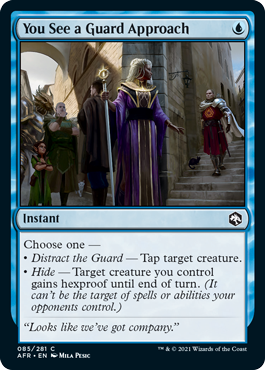 You See a Guard Approach
Instant
Choose one —
• Distract the Guard — Tap target creature.
• Hide — Target creature you control
gains hexproof until end of turn. (It
can't be the target of spells or abilities your
opponents control.)
"Looks like we've got company."
085/281 C
AFR • EN Mila Pesic
™ & © 2021 Wizards of the Coast